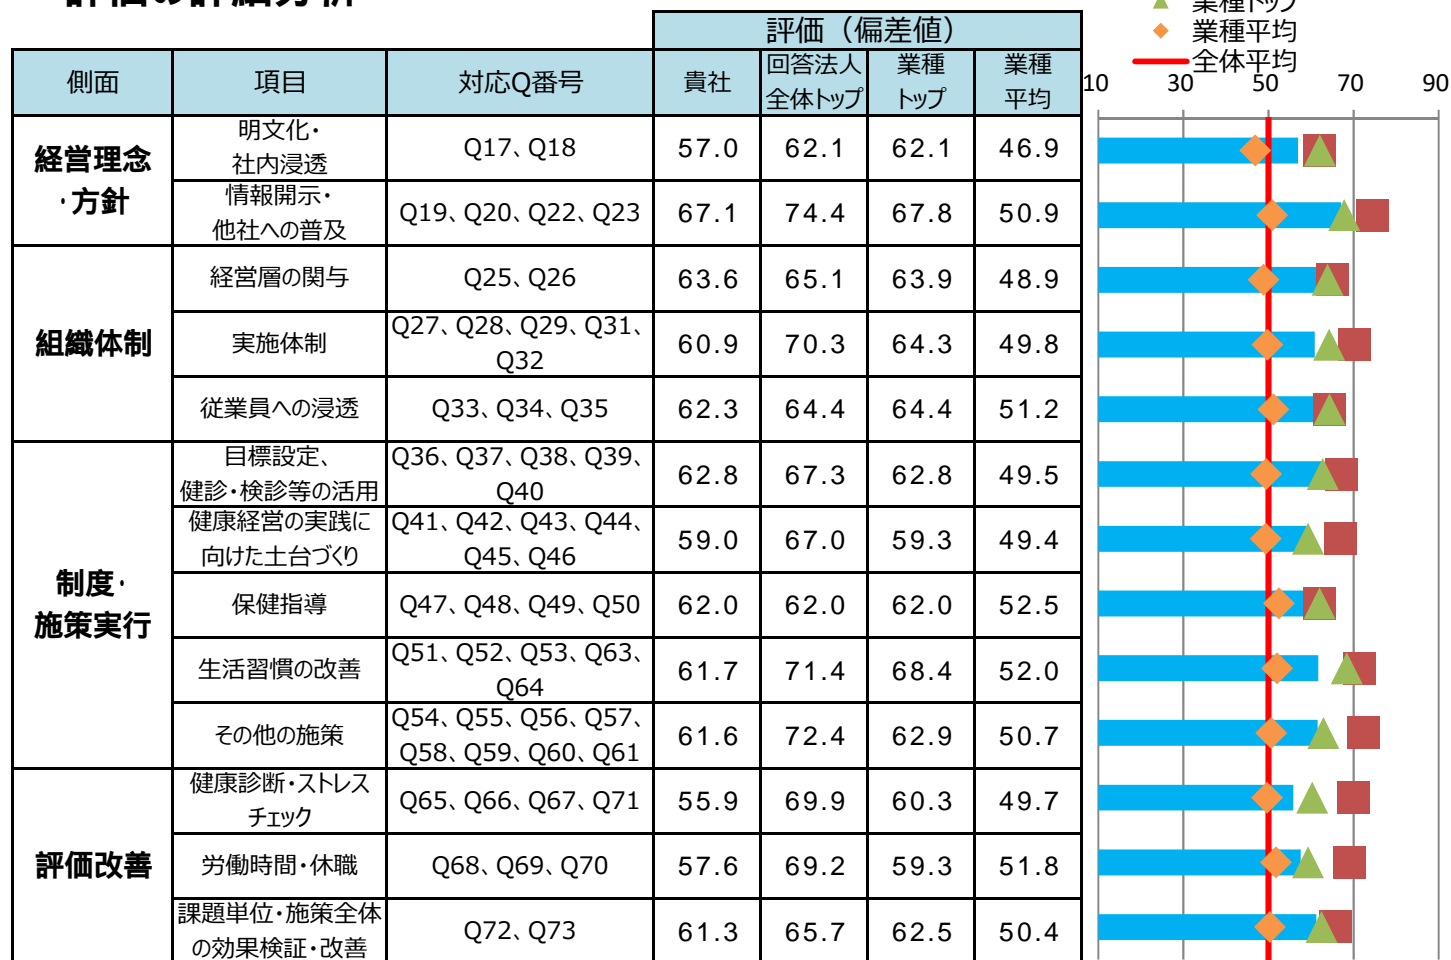 評価の詳細分析
業種トップ
業種平均
全体平均
評価（偏差値）
側面 項目 対応Q番号 貴社 回答法人 業種 業種
全体トップ トップ 平均
10 30 50 70 90
経営理念
・方針
明文化・
社内浸透
Q17、Q18 57.0 62.1 62.1 46.9
情報開示・
他社への普及
Q19、Q20、Q22、Q23 67.1 74.4 67.8 50.9
組織体制
経営層の関与 Q25、Q26 63.6 65.1 63.9 48.9
実施体制
Q27、Q28、Q29、Q31、
Q32
60.9 70.3 64.3 49.8
従業員への浸透 Q33、Q34、Q35 62.3 64.4 64.4 51.2
制度・
施策実行
目標設定、
健診・検診等の活用
Q36、Q37、Q38、Q39、
Q40
62.8 67.3 62.8 49.5
健康経営の実践に
向けた土台づくり
Q41、Q42、Q43、Q44、
Q45、Q46
59.0 67.0 59.3 49.4
保健指導 Q47、Q48、Q49、Q50 62.0 62.0 62.0 52.5
生活習慣の改善
Q51、Q52、Q53、Q63、
Q64
61.7 71.4 68.4 52.0
その他の施策
Q54、Q55、Q56、Q57、
Q58、Q59、Q60、Q61
61.6 72.4 62.9 50.7
評価改善
健康診断・ストレス
チェック
Q65、Q66、Q67、Q71 55.9 69.9 60.3 49.7
労働時間・休職 Q68、Q69、Q70 57.6 69.2 59.3 51.8
課題単位・施策全体
の効果検証・改善
Q72、Q73 61.3 65.7 62.5 50.4